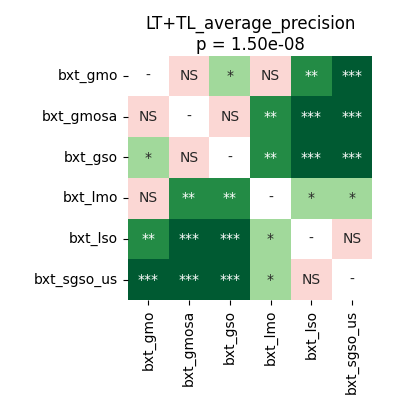 LT+TL_average_precision
p = 1.50e-08
bxt_gmo - NS * NS ** ***
bxt_gmosa NS - NS ** *** ***
bxt_gso * NS - ** *** ***
bxt_lmo NS ** ** - * *
bxt_lso ** *** *** * - NS
bxt_sgso_us *** *** *** * NS -
bxt_gmo bxt_gmosa bxt_gso bxt_lmo bxt_lso bxt_sgso_us